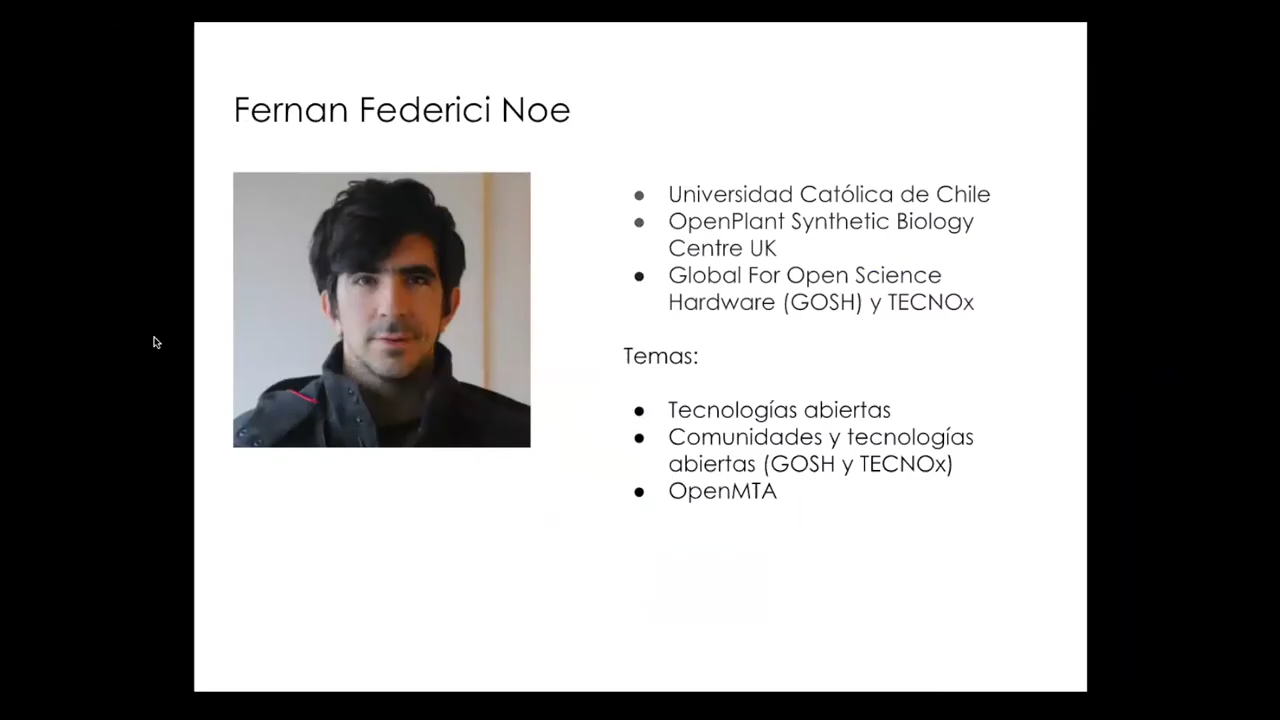 Fernan Federici Noe
● Universidad Católica de Chile
● OpenPlant Synthetic Biology
Centre UK
● Global For Open Science
Hardware (GOSH) y TECNOx
Temas:
● Tecnologías abiertas
● Comunidades y tecnologías
abiertas (GOSH y TECNOx)
● OpenMTA